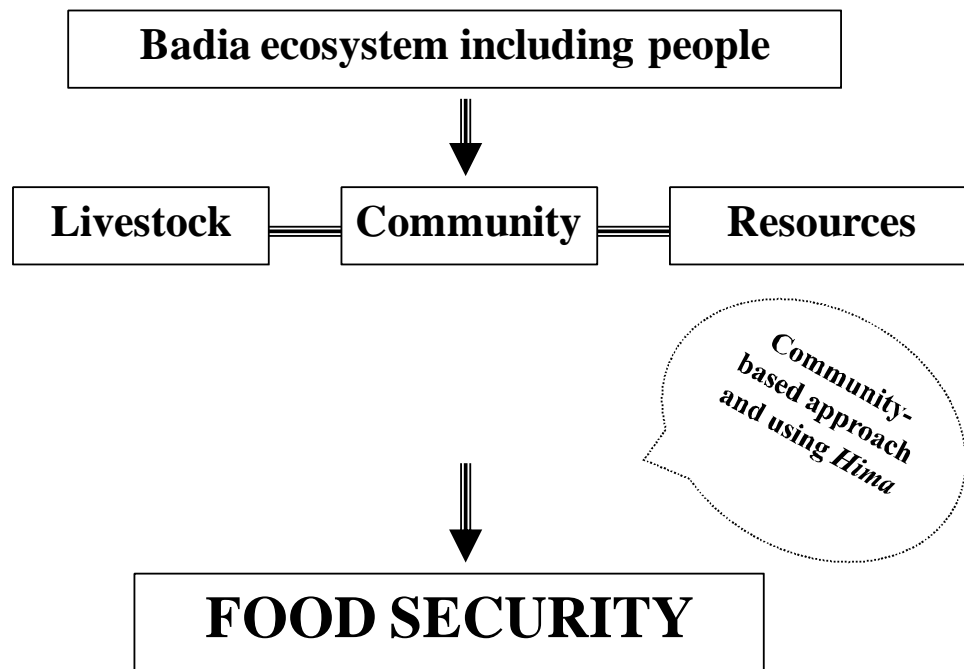 Badia ecosystem including people
Livestock
Community
Resources
Community-
based approach
and using Hima
FOOD SECURITY